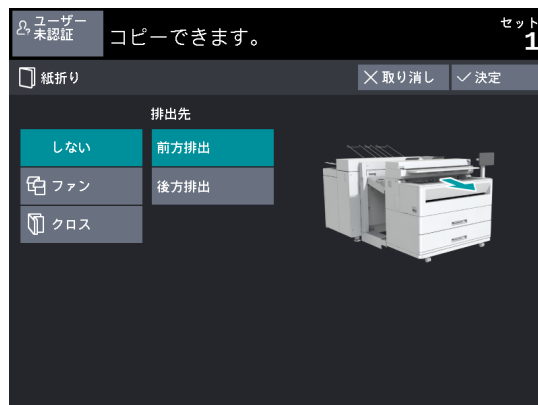 ユーザー
未認証
コピーできます。
セット
1
紙折り
取り消し
決定
排出先
しない
前方排出
ファン
後方排出
クロス